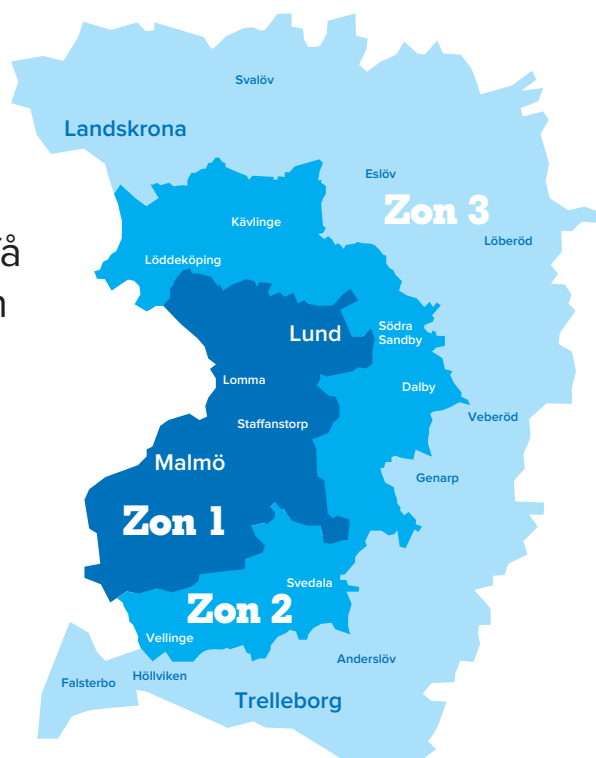 Svalöv
Landskrona
Eslöv
Zon 3
Kävlinge
Löberöd
Löddeköping
Södra
Sandby
Lund
Lomma
Dalby
Staffanstorp
Veberöd
Malmö
Genarp
Zon 1
Svedala
Zon 2
Vellinge
Anderslöv
Höllviken
Falsterbo
Trelleborg